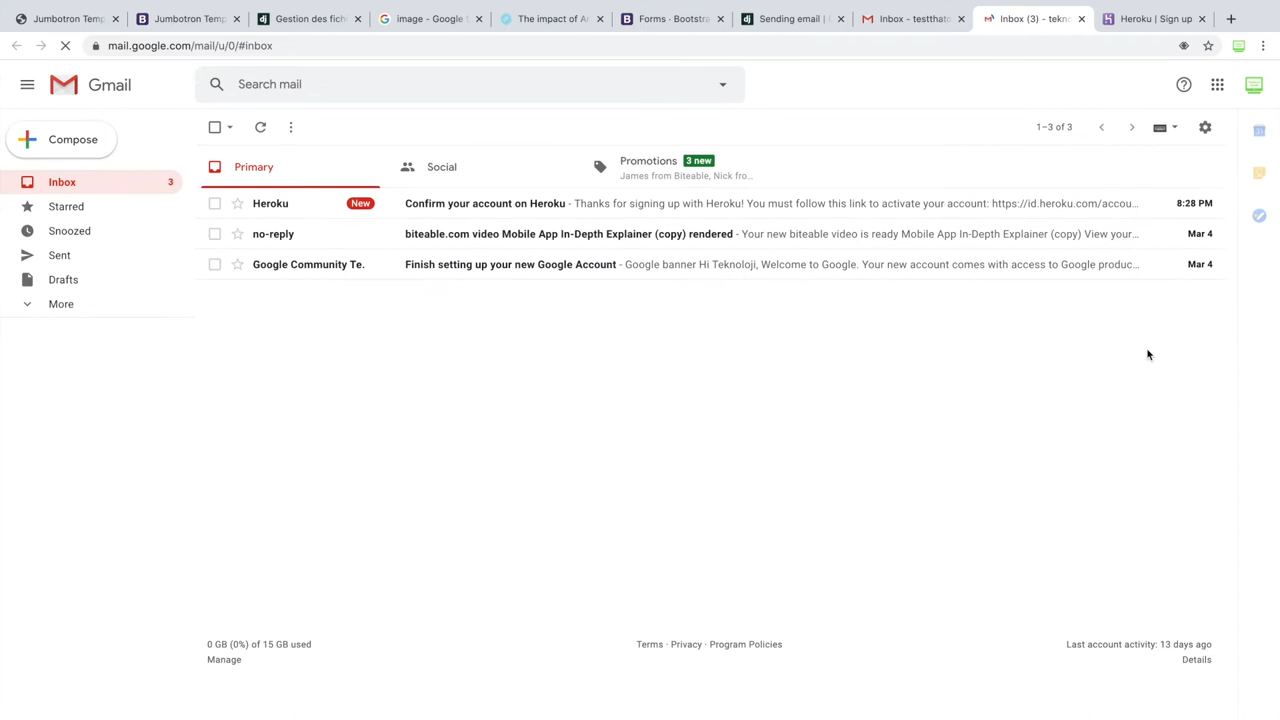 Jumbotron Temp
Jumbotron Temp
Gestion des fich
image - Google
The impact of A
Forms · Bootstra
Sending email |
Inbox - testthat
Inbox (3) - tekn
Heroku | Sign up
mail.google.com/mail/u/0/#inbox
Gmail
Search mail
Compose
1–3 of 3
Primary
Social
Promotions 3 new
James from Biteable, Nick fro...
Inbox 3
Starred
Snoozed
Sent
Drafts
More
Heroku New Confirm your account on Heroku - Thanks for signing up with Heroku! You must follow this link to activate your account: https://id.heroku.com/accou... 8:28 PM
no-reply biteable.com video Mobile App In-Depth Explainer (copy) rendered - Your new biteable video is ready Mobile App In-Depth Explainer (copy) View your... Mar 4
Google Community Te. Finish setting up your new Google Account - Google banner Hi Teknoloji, Welcome to Google. Your new account comes with access to Google produc... Mar 4
0 GB (0%) of 15 GB used
Manage
Terms · Privacy · Program Policies
Last account activity: 13 days ago
Details